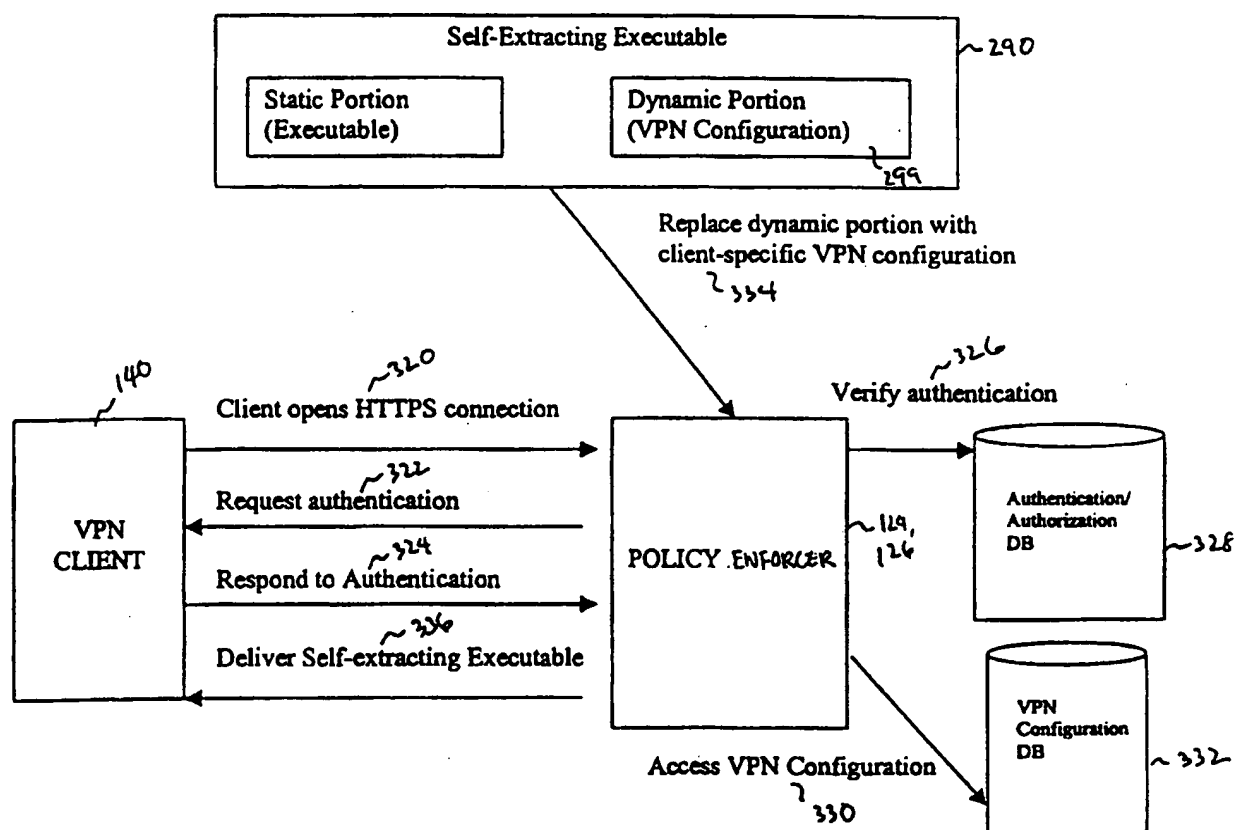 Self-Extracting Executable
290
Static Portion
(Executable)
Dynamic Portion
(VPN Configuration)
299
Replace dynamic portion with
client-specific VPN configuration
334
326
Verify authentication
140
320
Client opens HTTPS connection
322
Request authentication
324
Respond to Authentication
336
Deliver Self-extracting Executable
VPN
CLIENT
POLICY ENFORCER
124,
126
Authentication/
Authorization
DB
328
Access VPN Configuration
330
VPN
Configuration
DB
332